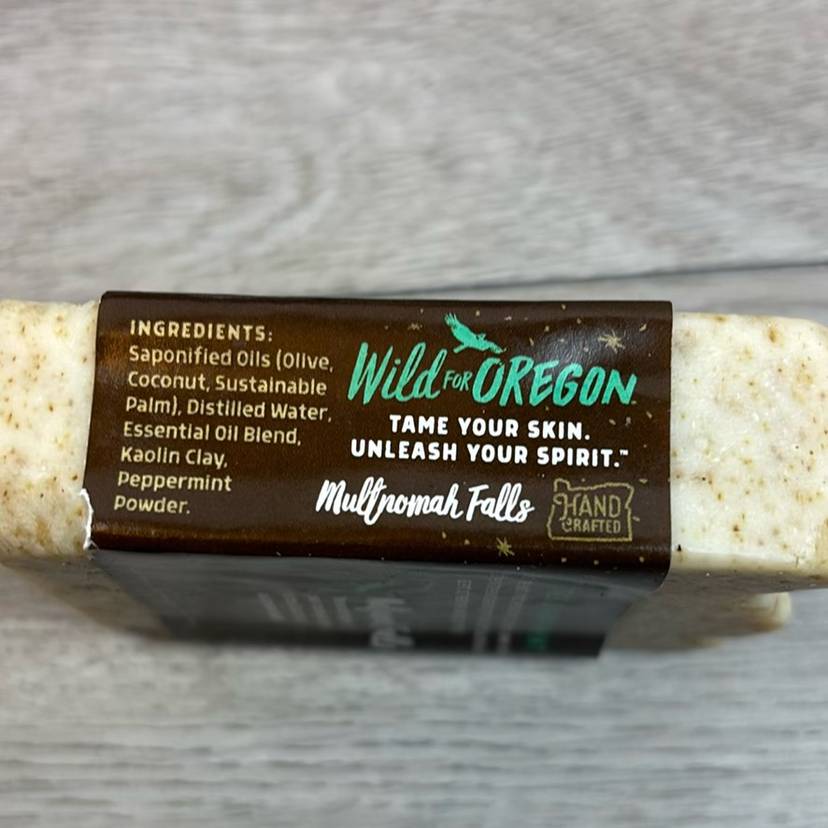 INGREDIENTS:
Saponified Oils (Olive,
Coconut, Sustainable
Palm), Distilled Water,
Essential Oil Blend,
Kaolin Clay,
Peppermint
Powder.
Wild FOR OREGON
TAME YOUR SKIN.
UNLEASH YOUR SPIRIT.™
Multnomah Falls
HAND
CRAFTED